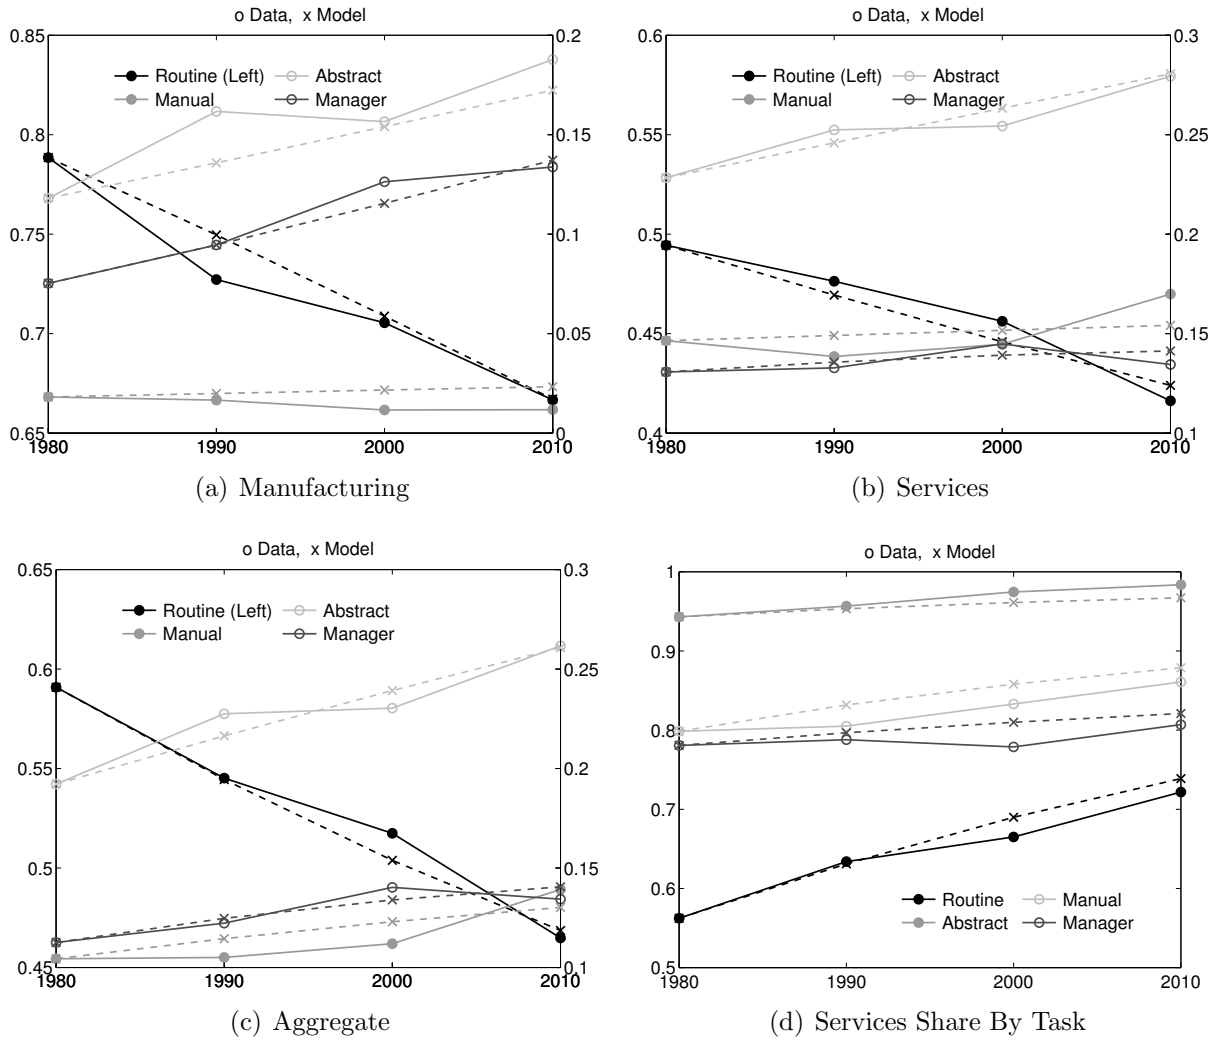 o Data, x Model
0.85
0.8
0.75
0.7
0.65
0.2
0.15
0.1
0.05
0
Routine (Left)
Abstract
Manual
Manager
1980
1990
2000
2010
(a) Manufacturing
o Data, x Model
0.6
0.55
0.5
0.45
0.4
0.3
0.25
0.2
0.15
0.1
Routine (Left)
Abstract
Manual
Manager
1980
1990
2000
2010
(b) Services
o Data, x Model
0.65
0.6
0.55
0.5
0.45
0.3
0.25
0.2
0.15
0.1
Routine (Left)
Abstract
Manual
Manager
1980
1990
2000
2010
(c) Aggregate
o Data, x Model
1
0.9
0.8
0.7
0.6
0.5
Routine
Manual
Abstract
Manager
1980
1990
2000
2010
(d) Services Share By Task